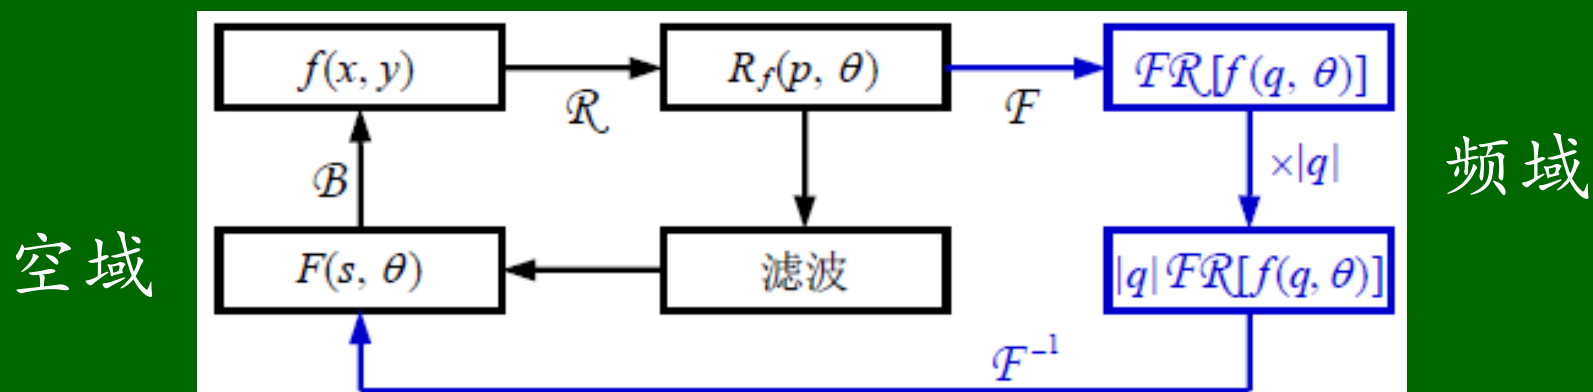 f(x, y)
ℛ
R_f(p, θ)
ℱ
ℱℛ[f(q, θ)]
ℬ
×|q|
频域
空域
F(s, θ)
滤波
|q|ℱℛ[f(q, θ)]
ℱ⁻¹